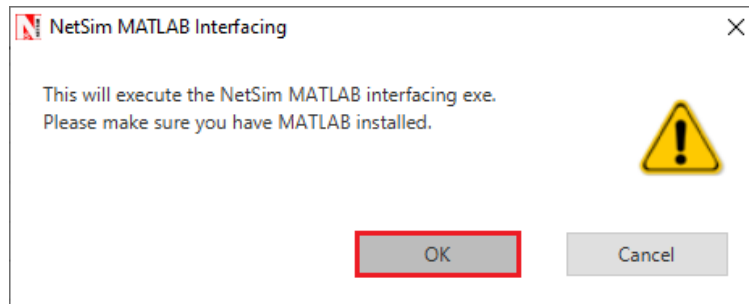 NetSim MATLAB Interfacing
This will execute the NetSim MATLAB interfacing exe.
Please make sure you have MATLAB installed.
OK
Cancel